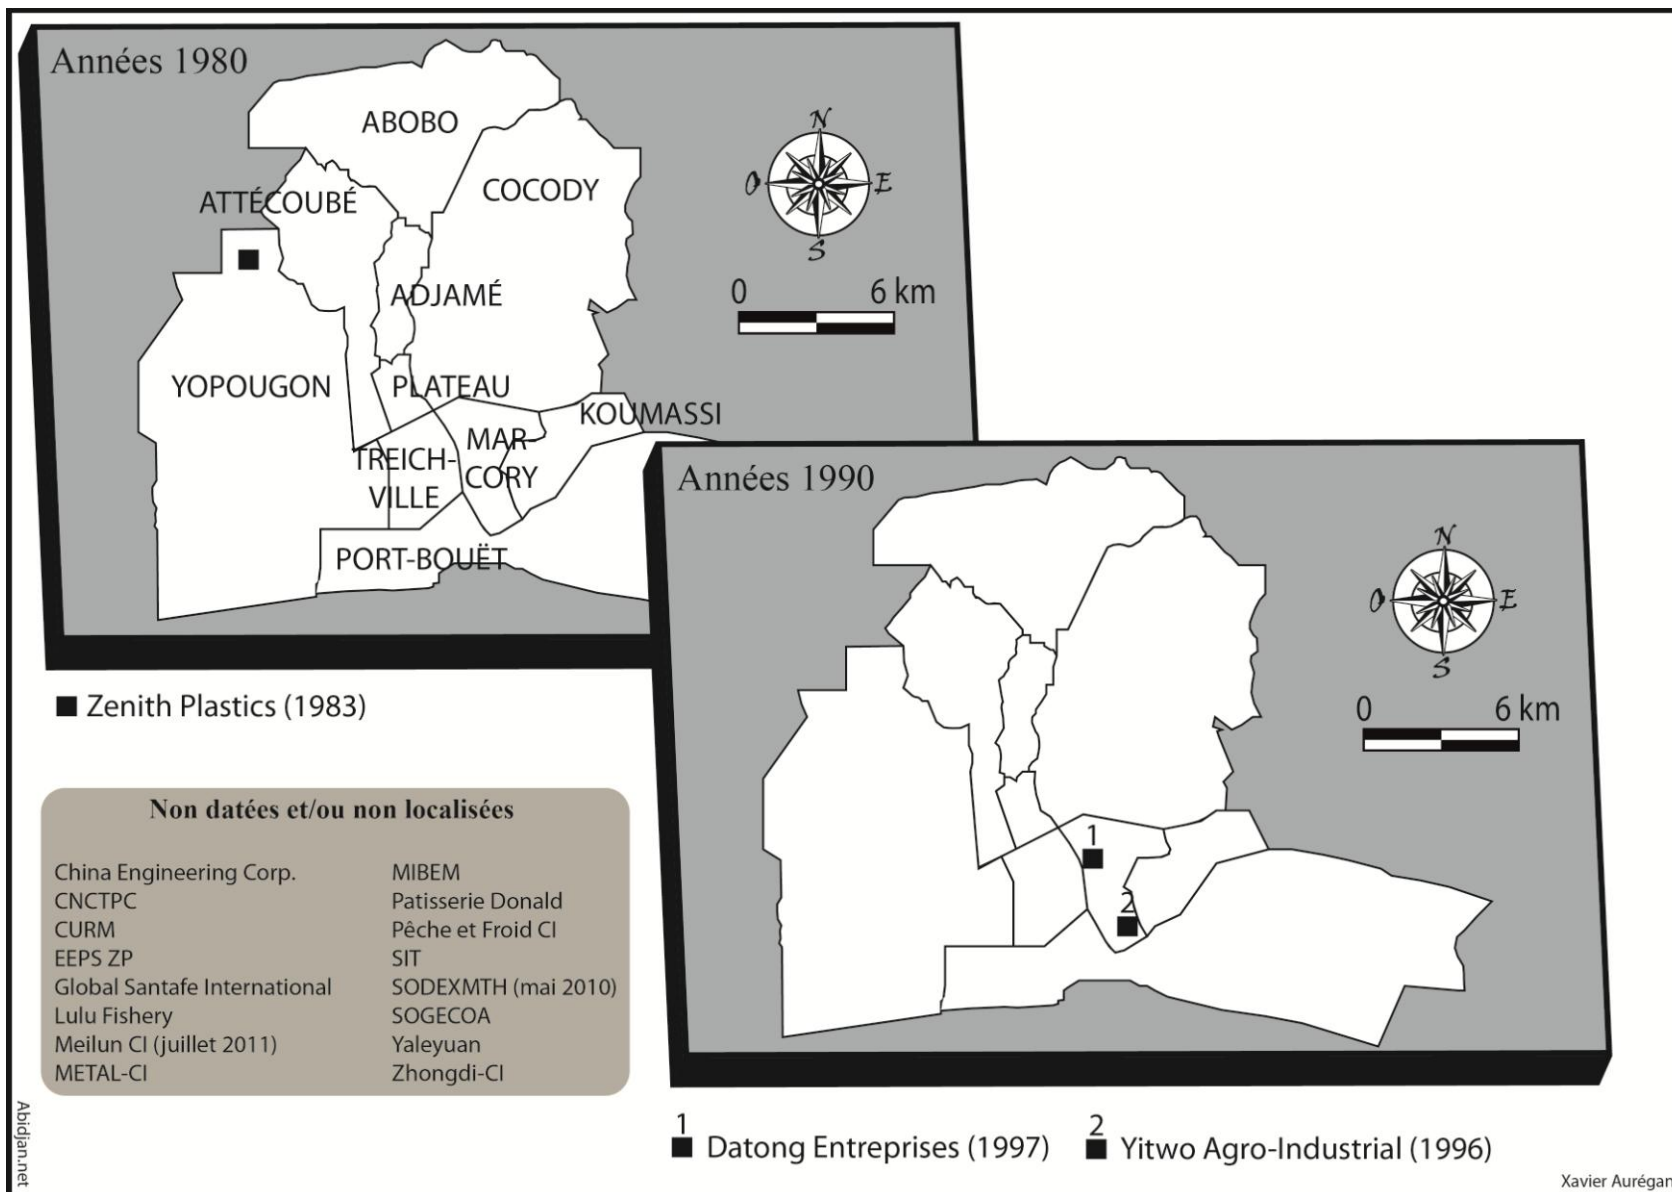 Années 1980
ABOBO
COCODY
ATTÉCOUBÉ
ADJAMÉ
YOPOUGON
PLATEAU
KOUMASSI
MAR-
CORY
TREICH-
VILLE
PORT-BOUËT
N
O
E
S
0 6 km
Zenith Plastics (1983)
Années 1990
N
O
E
S
0 6 km
1
2
Non datées et/ou non localisées
China Engineering Corp.
CNCTPC
CURM
EEPS ZP
Global Santafe International
Lulu Fishery
Meilun CI (juillet 2011)
METAL-CI
MIBEM
Patisserie Donald
Pêche et Froid CI
SIT
SODEXMTH (mai 2010)
SOGECOA
Yaleyuan
Zhongdi-CI
1 Datong Entreprises (1997)
2 Yitwo Agro-Industrial (1996)
Abidjan.net
Xavier Aurégan